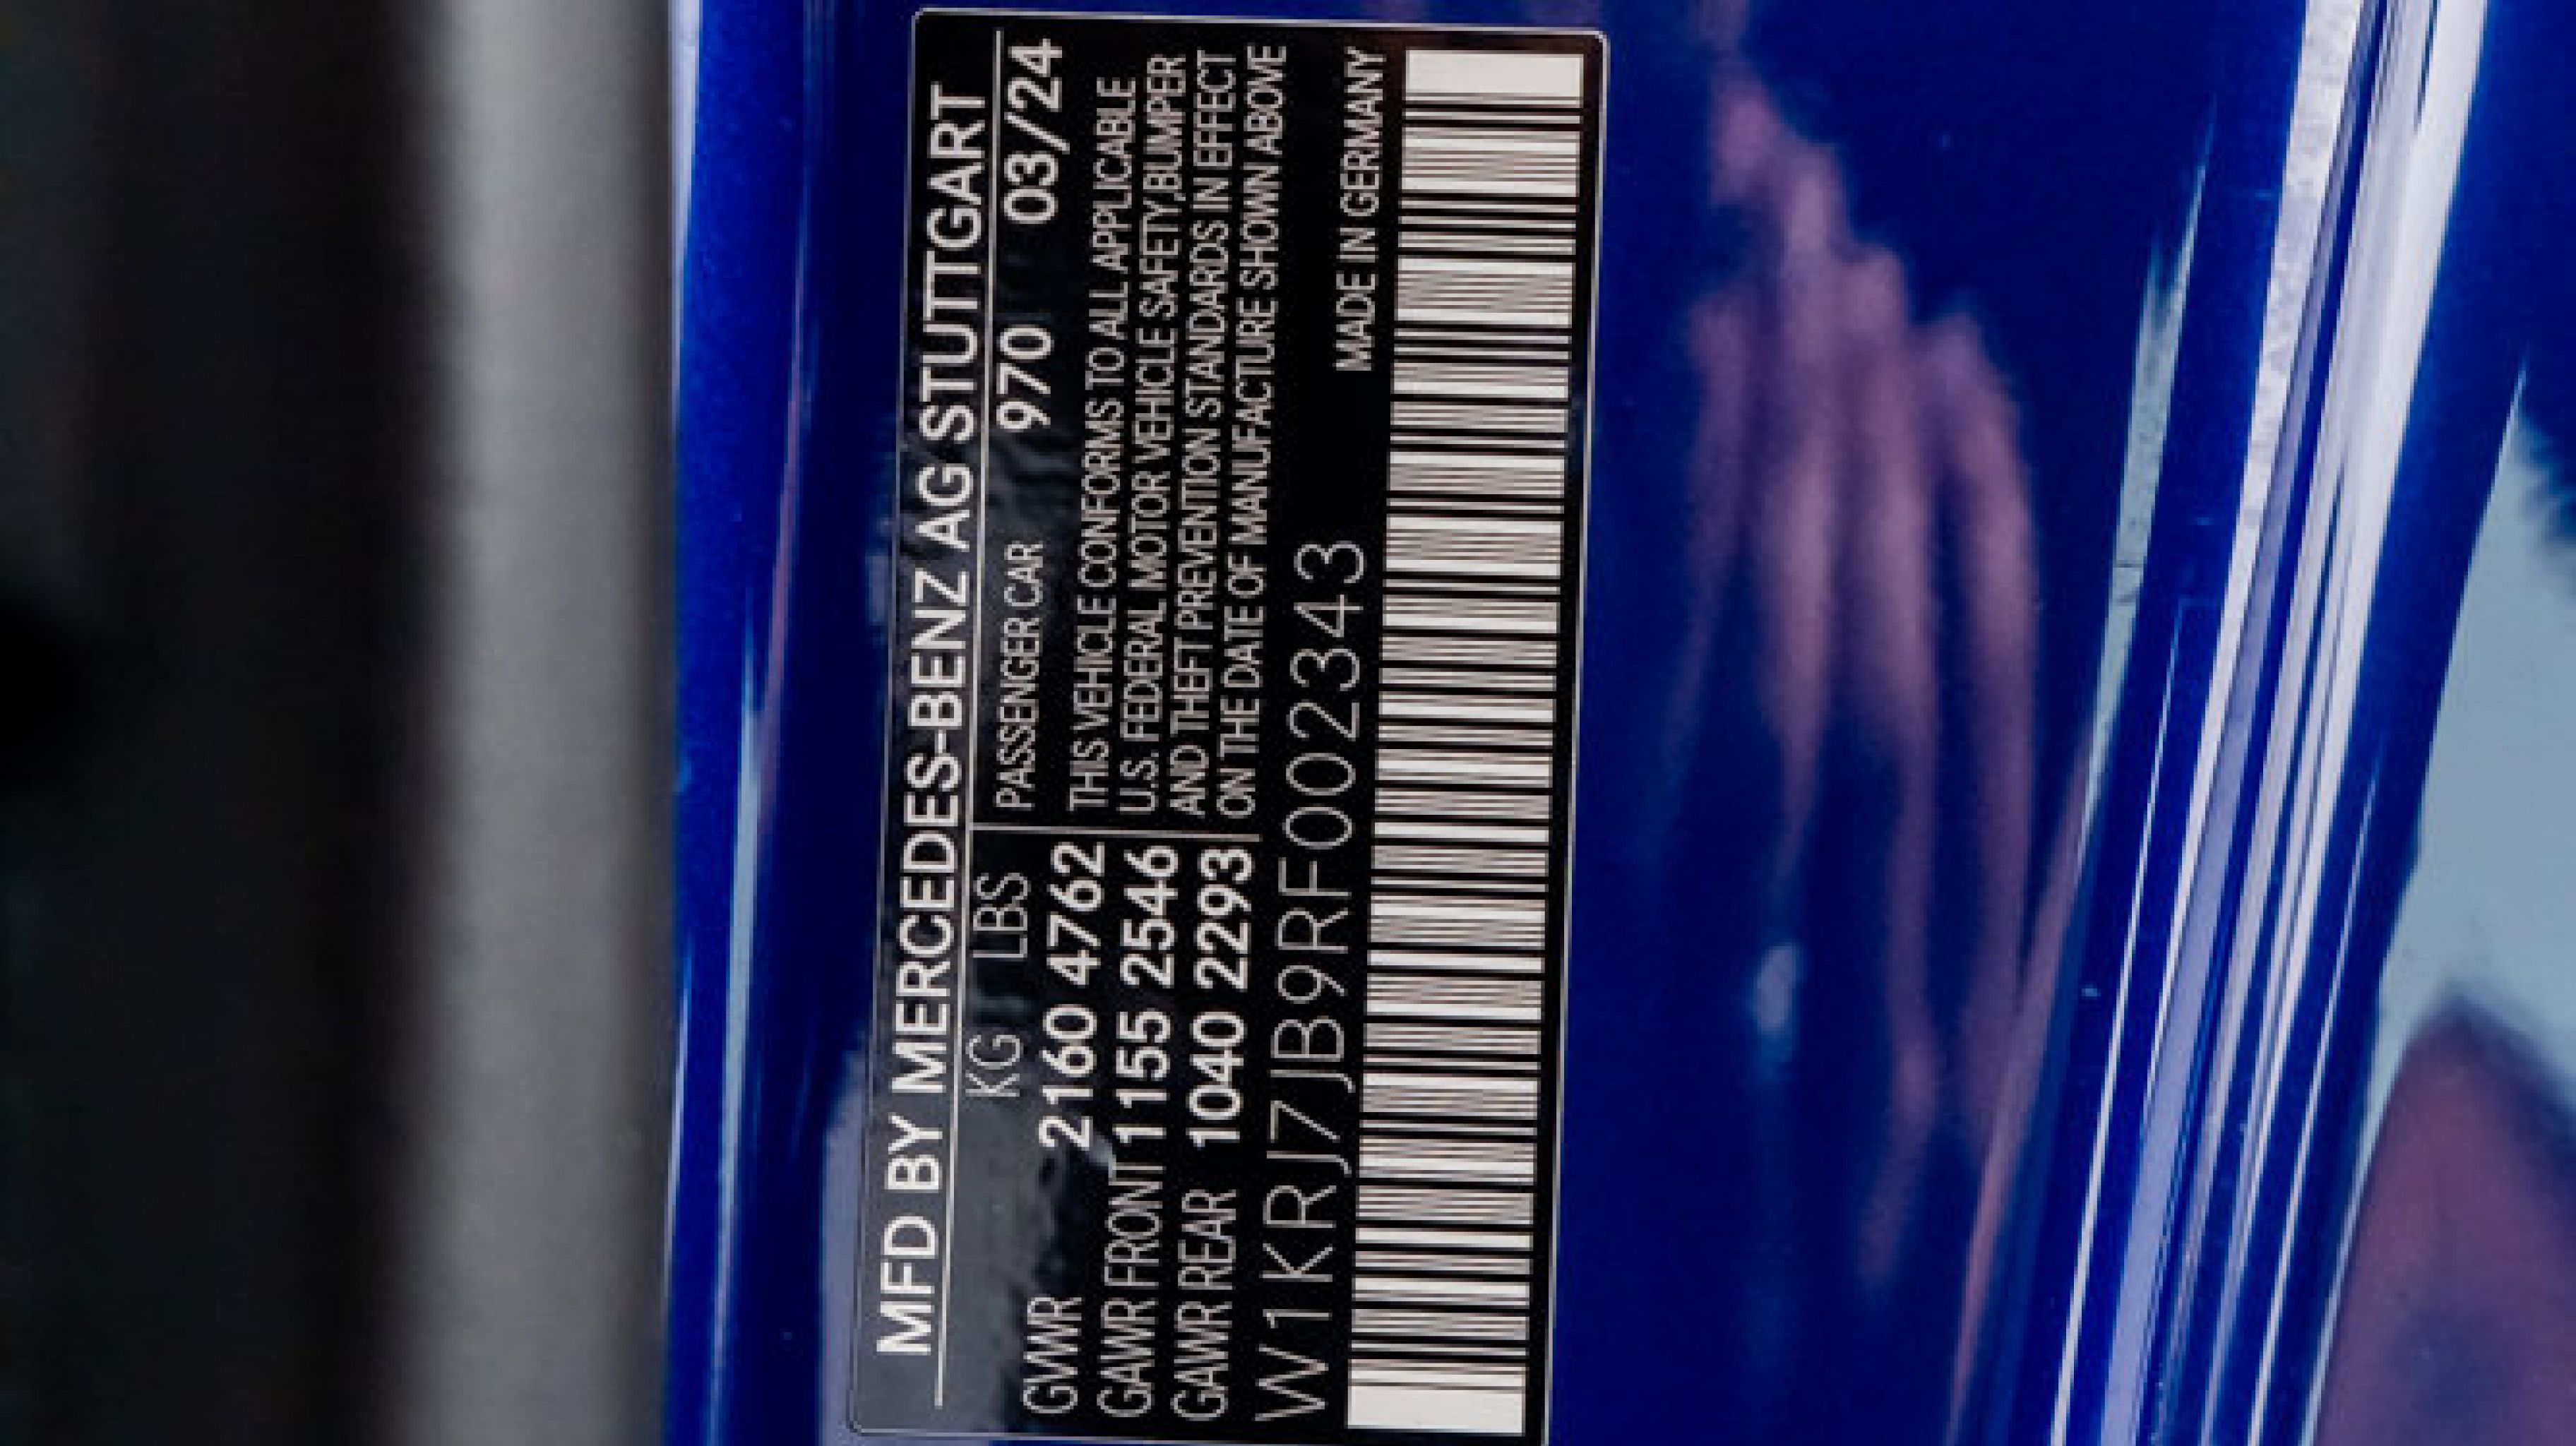 MFD BY MERCEDES-BENZ AG STUTTGART
KG LBS
GVWR 2160 4762
GAWR FRONT 1155 2546
GAWR REAR 1040 2293
PASSENGER CAR 970 03/24
THIS VEHICLE CONFORMS TO ALL APPLICABLE
U.S. FEDERAL MOTOR VEHICLE SAFETY,BUMPER
AND THEFT PREVENTION STANDARDS IN EFFECT
ON THE DATE OF MANUFACTURE SHOWN ABOVE
W1KRJ7JB9RF002343
MADE IN GERMANY